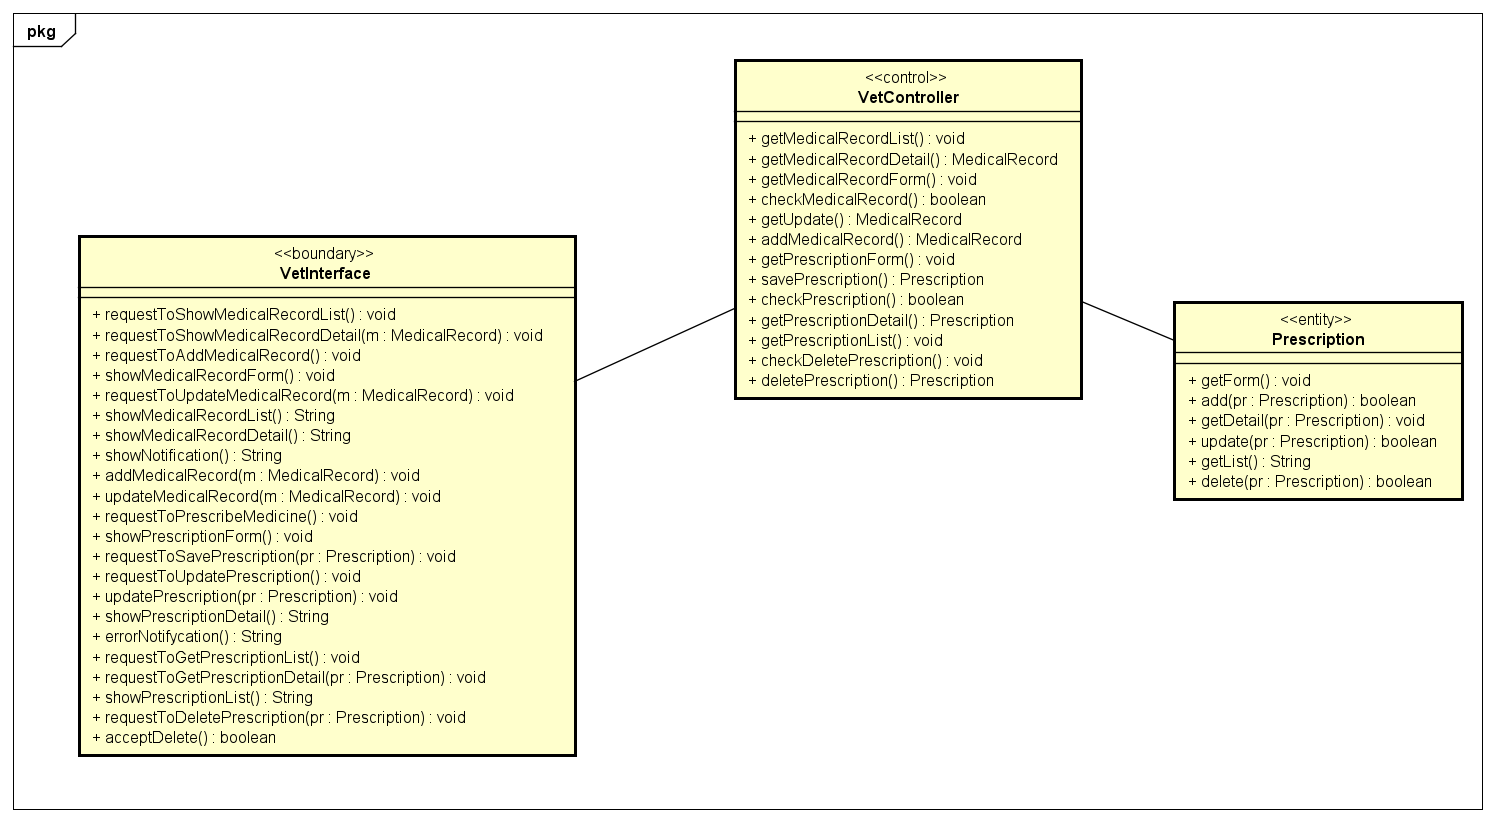 pkg
<<control>>
VetController
+ getMedicalRecordList() : void
+ getMedicalRecordDetail() : MedicalRecord
+ getMedicalRecordForm() : void
+ checkMedicalRecord() : boolean
+ getUpdate() : MedicalRecord
+ addMedicalRecord() : MedicalRecord
+ getPrescriptionForm() : void
+ savePrescription() : Prescription
+ checkPrescription() : boolean
+ getPrescriptionDetail() : Prescription
+ getPrescriptionList() : void
+ checkDeletePrescription() : void
+ deletePrescription() : Prescription
<<boundary>>
VetInterface
+ requestToShowMedicalRecordList() : void
+ requestToShowMedicalRecordDetail(m : MedicalRecord) : void
+ requestToAddMedicalRecord() : void
+ showMedicalRecordForm() : void
+ requestToUpdateMedicalRecord(m : MedicalRecord) : void
+ showMedicalRecordList() : String
+ showMedicalRecordDetail() : String
+ showNotification() : String
+ addMedicalRecord(m : MedicalRecord) : void
+ updateMedicalRecord(m : MedicalRecord) : void
+ requestToPrescribeMedicine() : void
+ showPrescriptionForm() : void
+ requestToSavePrescription(pr : Prescription) : void
+ requestToUpdatePrescription() : void
+ updatePrescription(pr : Prescription) : void
+ showPrescriptionDetail() : String
+ errorNotifycation() : String
+ requestToGetPrescriptionList() : void
+ requestToGetPrescriptionDetail(pr : Prescription) : void
+ showPrescriptionList() : String
+ requestToDeletePrescription(pr : Prescription) : void
+ acceptDelete() : boolean
<<entity>>
Prescription
+ getForm() : void
+ add(pr : Prescription) : boolean
+ getDetail(pr : Prescription) : void
+ update(pr : Prescription) : boolean
+ getList() : String
+ delete(pr : Prescription) : boolean